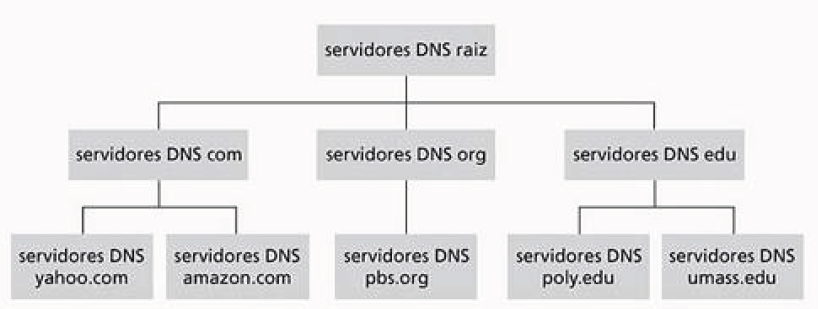 servidores DNS raiz
servidores DNS com
servidores DNS org
servidores DNS edu
servidores DNS
yahoo.com
servidores DNS
amazon.com
servidores DNS
pbs.org
servidores DNS
poly.edu
servidores DNS
umass.edu